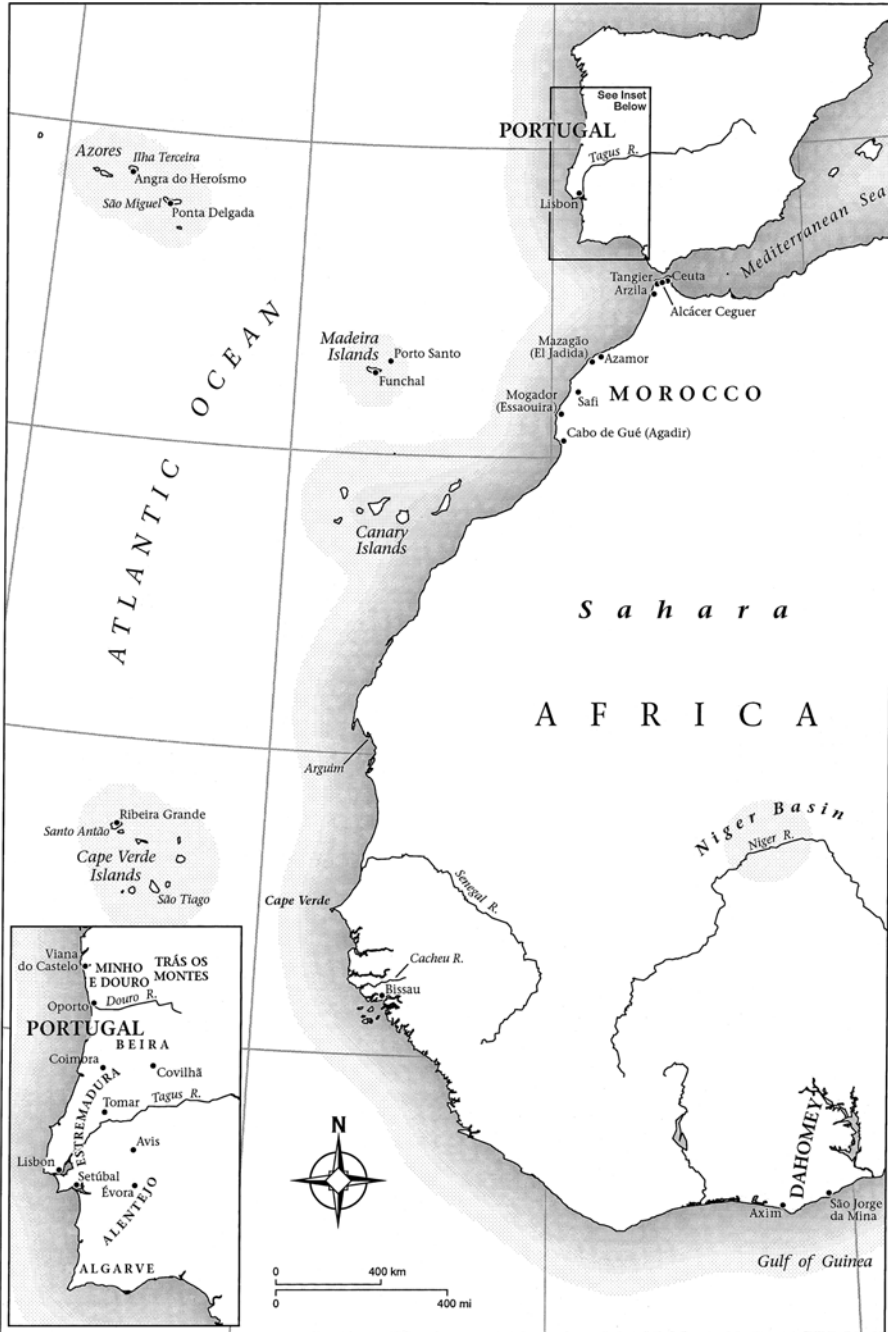 See Inset
Below
PORTUGAL
Tagus R.
Lisbon
Azores
Ilha Terceira
Angra do Heroísmo
São Miguel
Ponta Delgada
Mediterranean Sea
Tangier
Ceuta
Arzila
Alcácer Ceguer
Madeira
Islands
Porto Santo
Funchal
Mazagão
(El Jadida)
Azamor
Mogador
(Essaouira)
Safi
MOROCCO
Cabo de Gué (Agadir)
ATLANTIC OCEAN
Canary
Islands
Sahara
AFRICA
Arguim
Ribeira Grande
Santo Antão
Cape Verde
Islands
São Tiago
Niger Basin
Niger R.
Senegal R.
Cape Verde
Cacheu R.
Bissau
DAHOMEY
Axim
São Jorge
da Mina
Gulf of Guinea
Viana
do Castelo
MINHO
E DOURO
TRÁS OS
MONTES
Oporto
Douro R.
PORTUGAL
BEIRA
Coimbra
Covilhã
ESTREMADURA
Tomar
Tagus R.
Avis
Lisbon
Setúbal
Évora
ALENTEJO
ALGARVE
N
0 400 km
0 400 mi